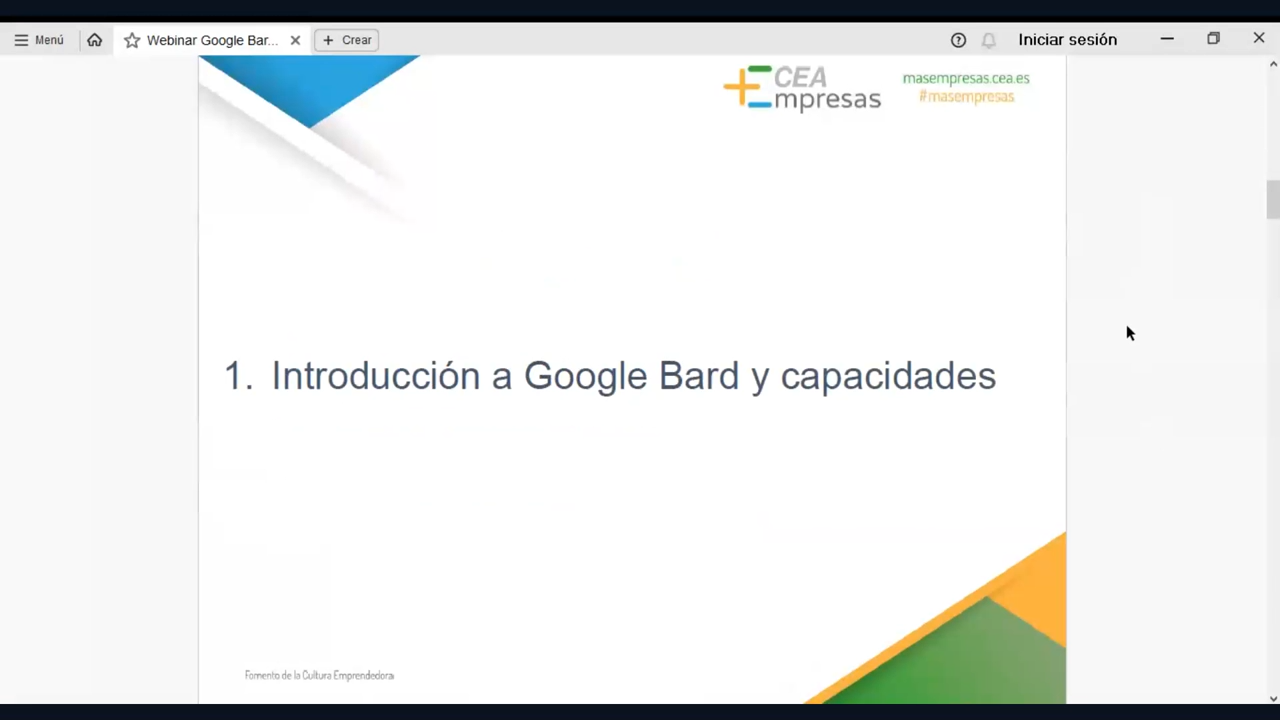 Menú
Webinar Google Bar...
Crear
Iniciar sesión
CEA
Empresas
masempresas.cea.es
#masempresas
1. Introducción a Google Bard y capacidades
Fomento de la Cultura Emprendedora